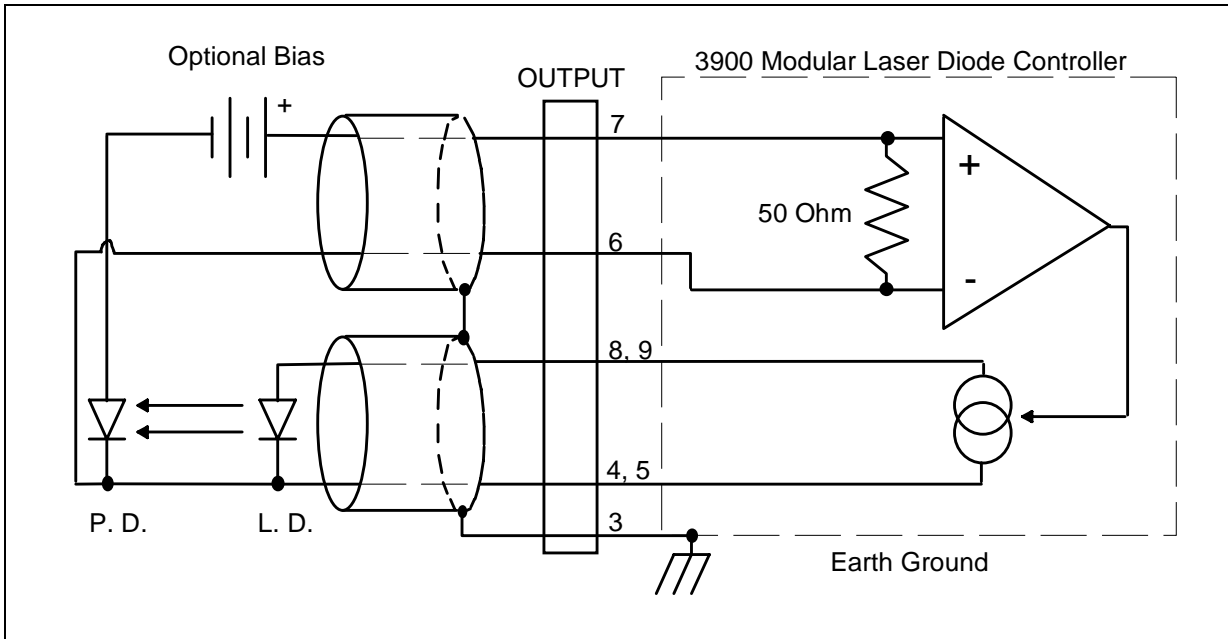 Optional Bias
3900 Modular Laser Diode Controller
OUTPUT
+
7
+
50 Ohm
6
-
8, 9
4, 5
P. D.
L. D.
3
Earth Ground